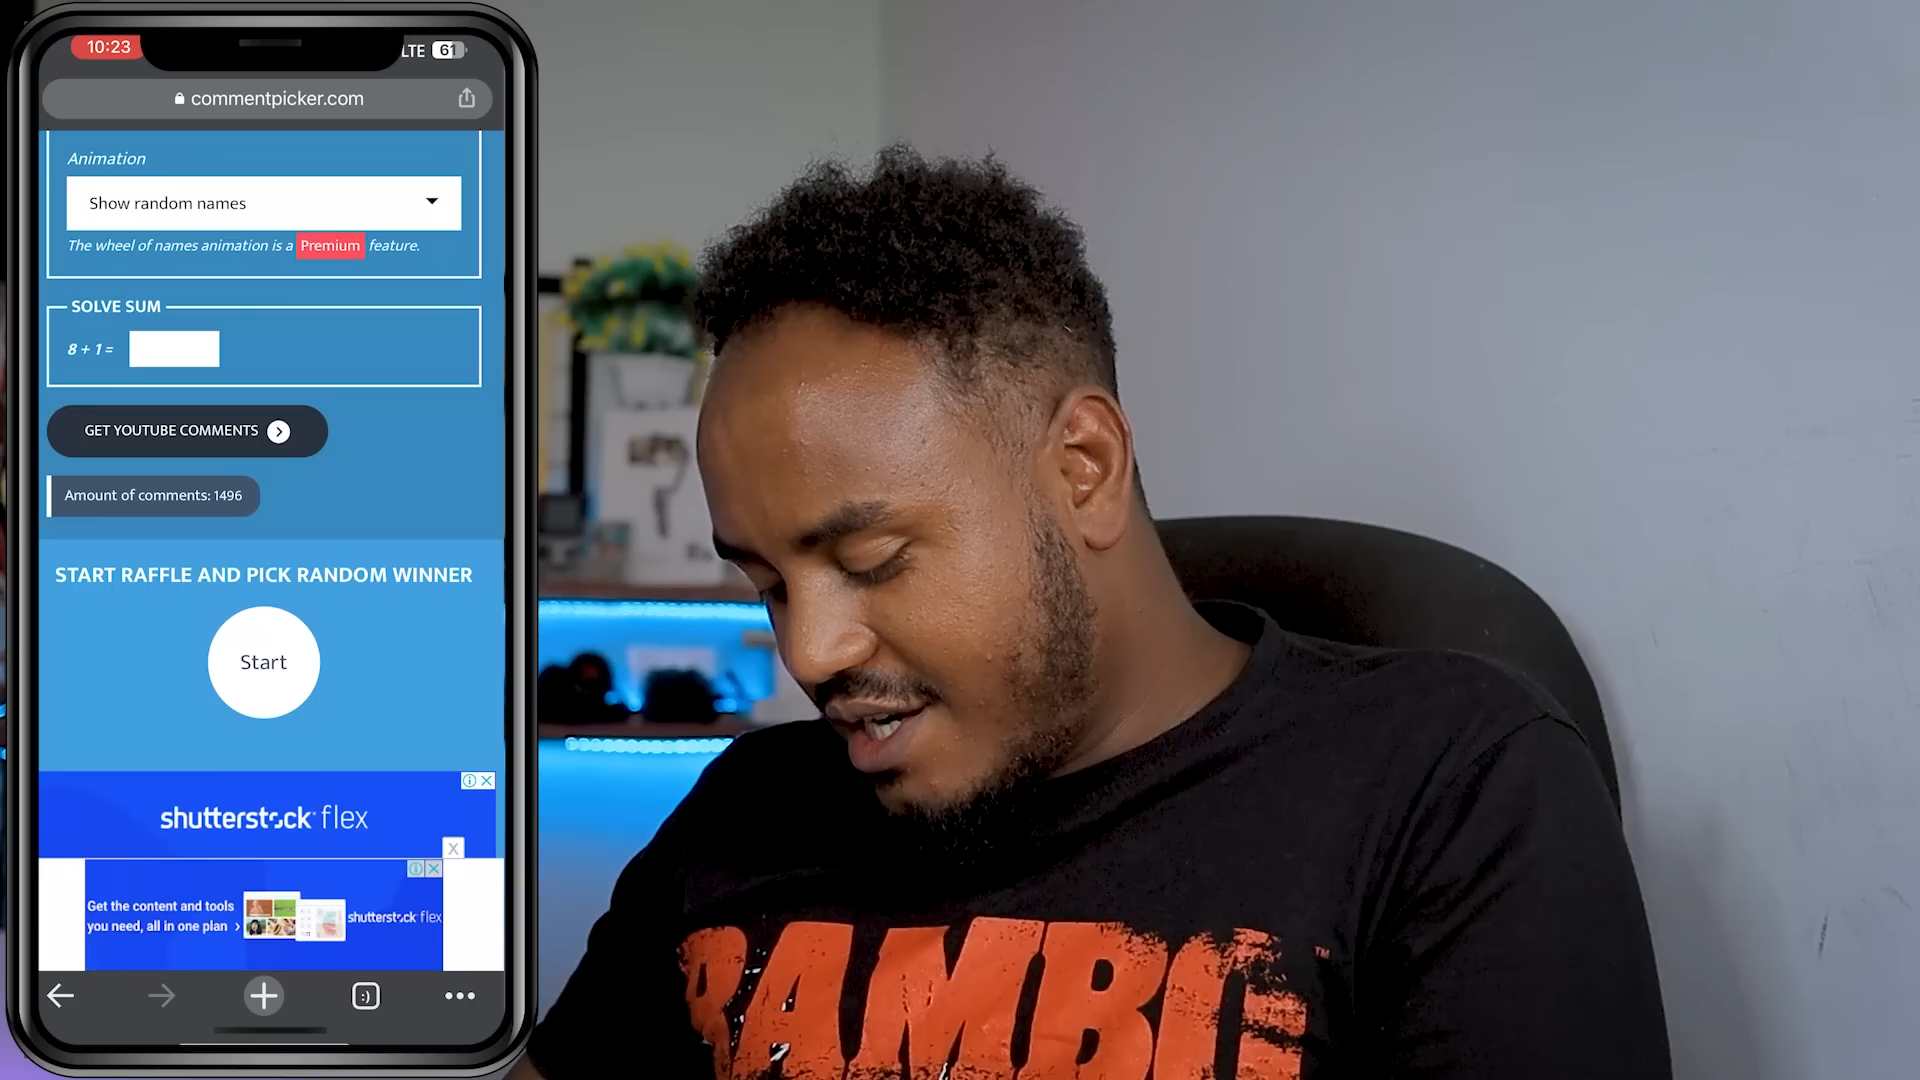 10:23
LTE 61
commentpicker.com
Animation
Show random names
The wheel of names animation is a Premium feature.
SOLVE SUM
8 + 1 =
GET YOUTUBE COMMENTS
Amount of comments: 1496
START RAFFLE AND PICK RANDOM WINNER
Start
shutterstock flex
X
Get the content and tools
you need, all in one plan ›
shutterstock flex
:)
RAMBO™